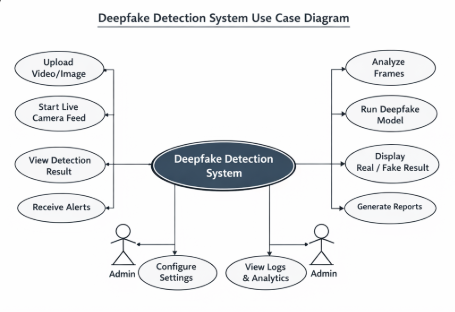 Deepfake Detection System Use Case Diagram
Upload
Video/Image
Start Live
Camera Feed
View Detection
Result
Receive Alerts
Deepfake Detection
System
Analyze
Frames
Run Deepfake
Model
Display
Real / Fake Result
Generate Reports
Admin
Configure
Settings
View Logs
& Analytics
Admin